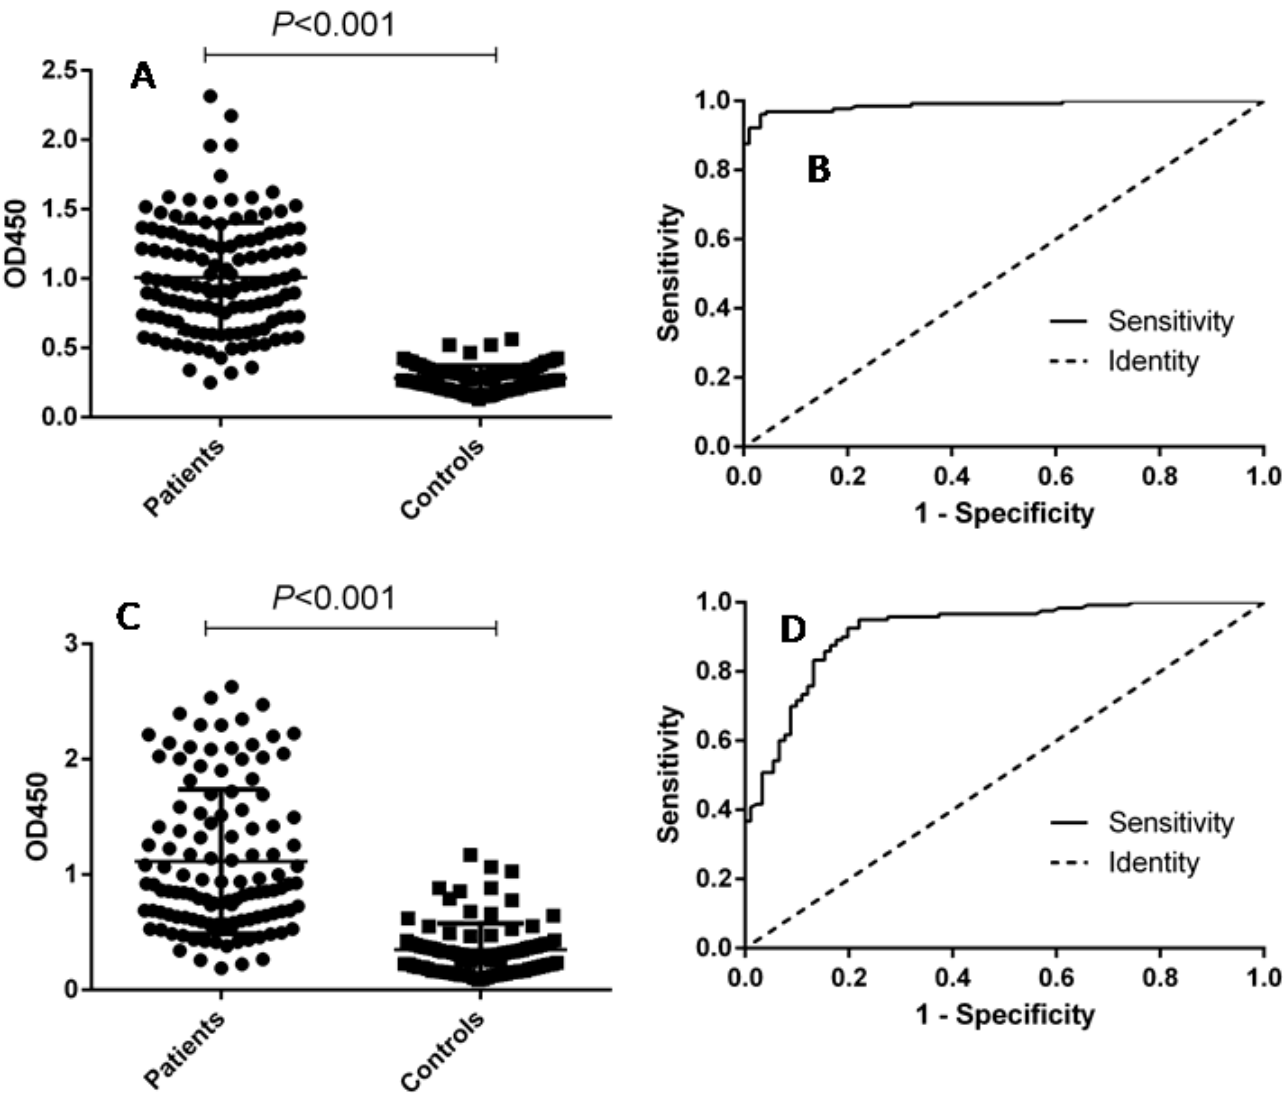 P<0.001
A
2.5
2.0
1.5
1.0
0.5
0.0
OD450
Patients
Controls
1.0
0.8
0.6
0.4
0.2
0.0
Sensitivity
B
Sensitivity
Identity
0.0 0.2 0.4 0.6 0.8 1.0
1 - Specificity
P<0.001
C
3
2
1
0
OD450
Patients
Controls
1.0
0.8
0.6
0.4
0.2
0.0
Sensitivity
D
Sensitivity
Identity
0.0 0.2 0.4 0.6 0.8 1.0
1 - Specificity